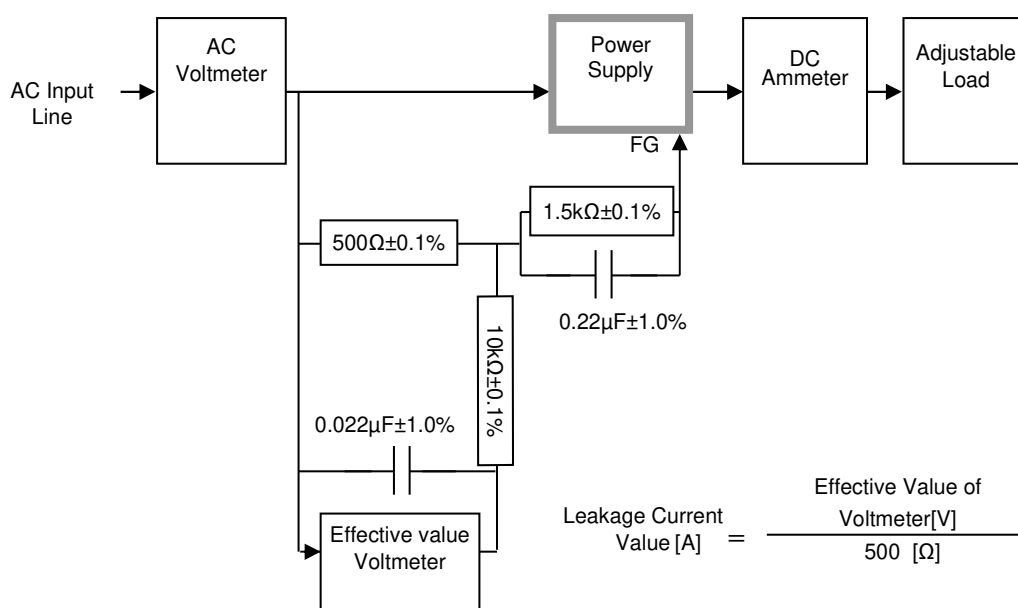 AC
Voltmeter
Power
Supply
DC
Ammeter
Adjustable
Load
AC Input
Line
FG
1.5kΩ±0.1%
500Ω±0.1%
0.22µF±1.0%
10kΩ±0.1%
0.022µF±1.0%
Effective value
Voltmeter
Leakage Current
Value [A]
=
Effective Value of
Voltmeter[V]
500 [Ω]